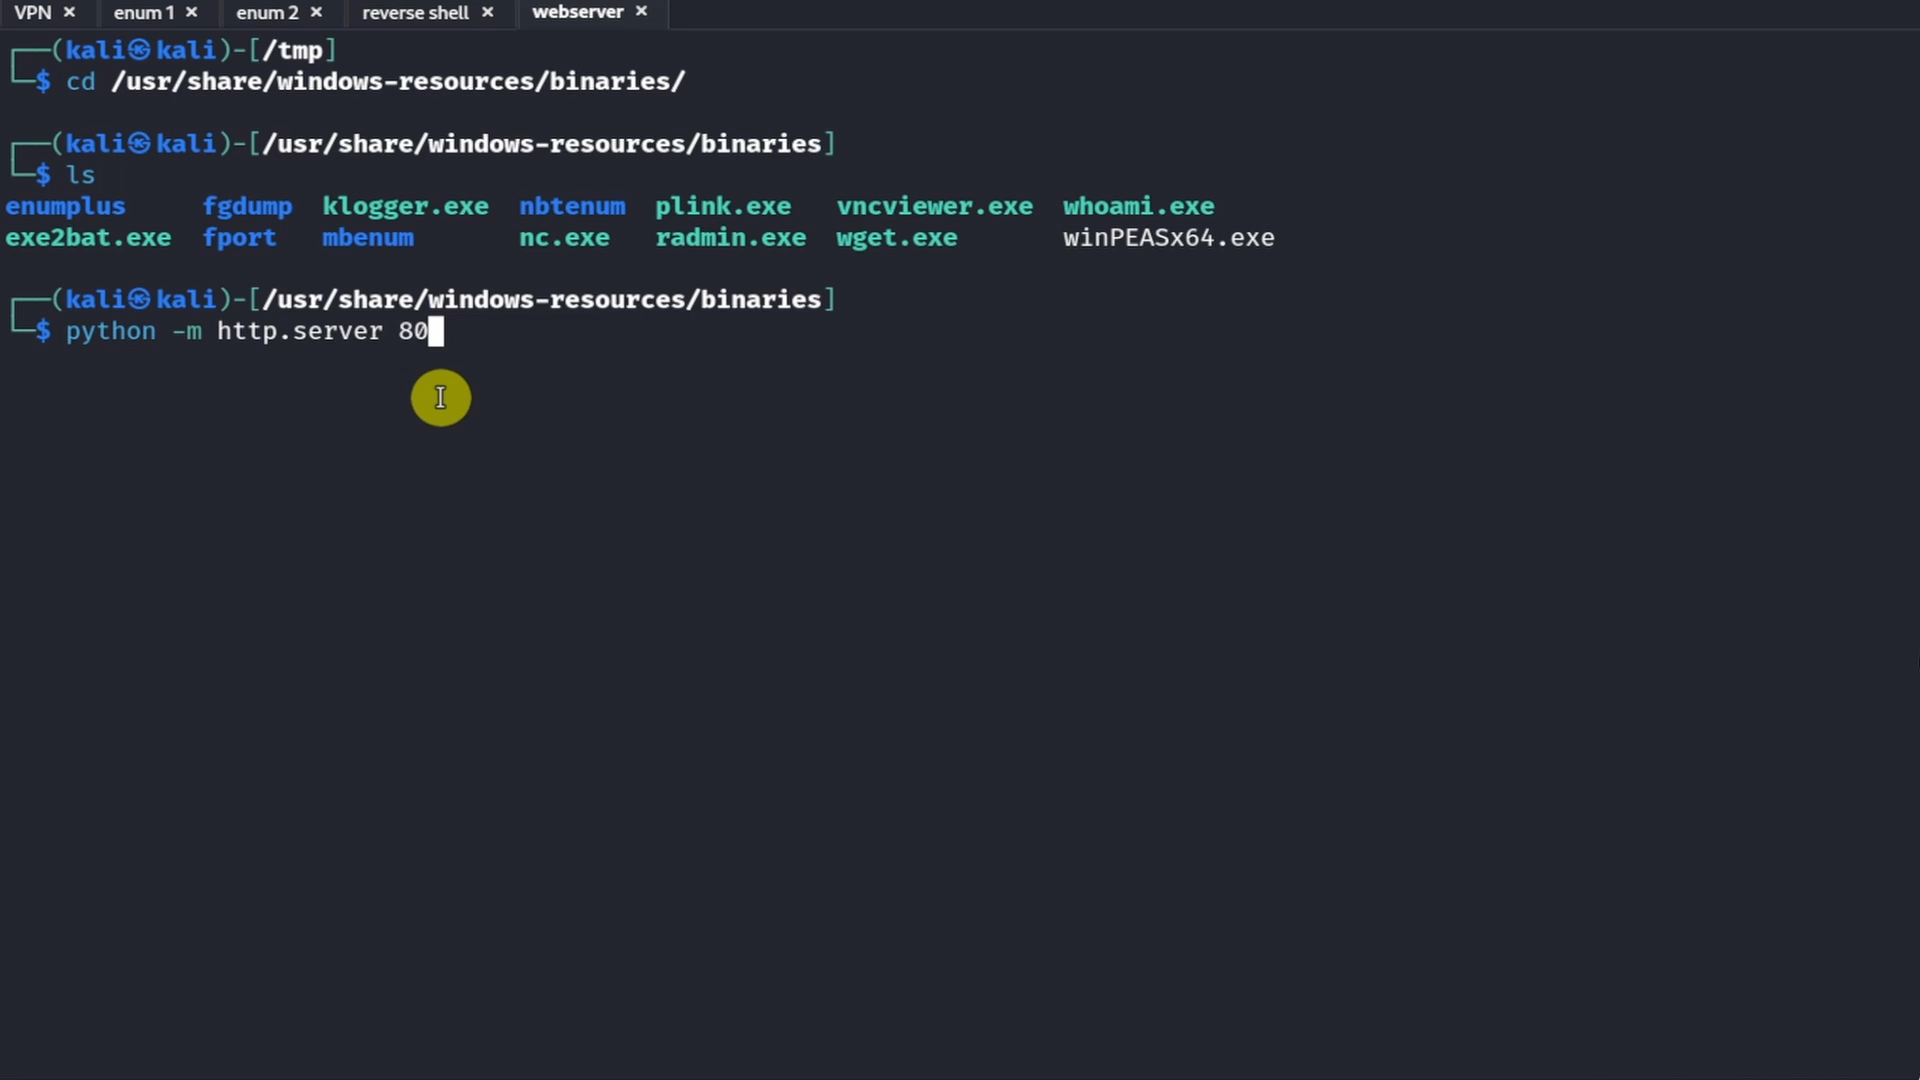 VPN × enum 1 × enum 2 × reverse shell × webserver ×
┌──(kali㉿kali)-[/tmp]
└─$ cd /usr/share/windows-resources/binaries/
┌──(kali㉿kali)-[/usr/share/windows-resources/binaries]
└─$ ls
enumplus fgdump klogger.exe nbtenum plink.exe vncviewer.exe whoami.exe
exe2bat.exe fport mbenum nc.exe radmin.exe wget.exe winPEASx64.exe
┌──(kali㉿kali)-[/usr/share/windows-resources/binaries]
└─$ python -m http.server 80